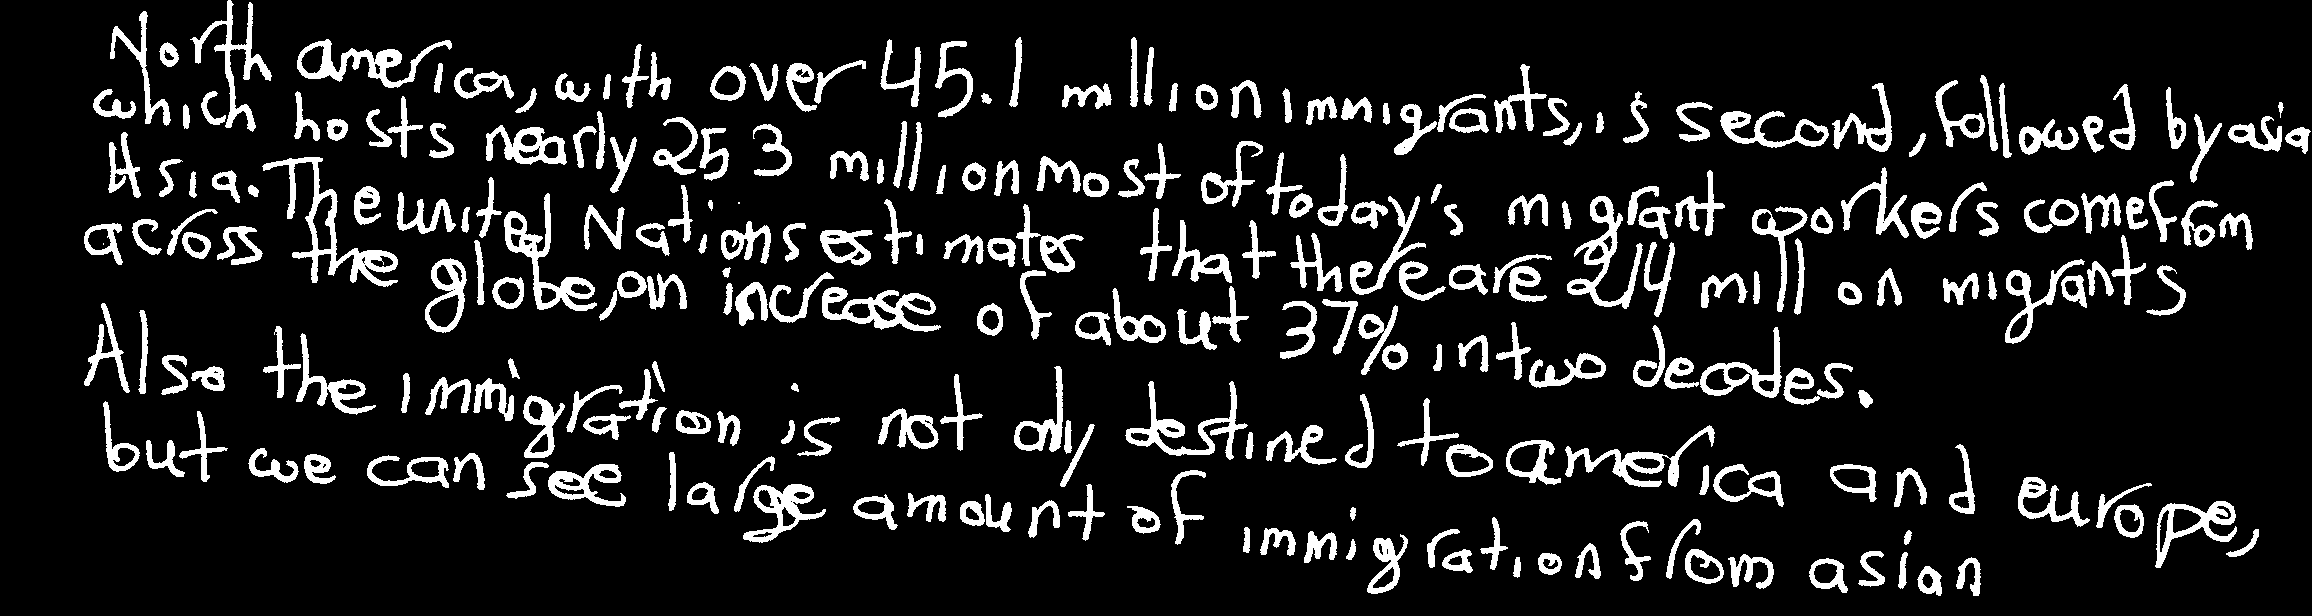 North america, with over 45.1 million immigrants, is second, followed by asia
which hosts nearly 25 3 million most of today's migrant workers come from
Asia. The united Nations estimates that there are 214 mill on migrants
across the globe, an increase of about 37% in two decades.
Also the immigration is not only destined to america and europe,
but we can see large amount of immigration from asian